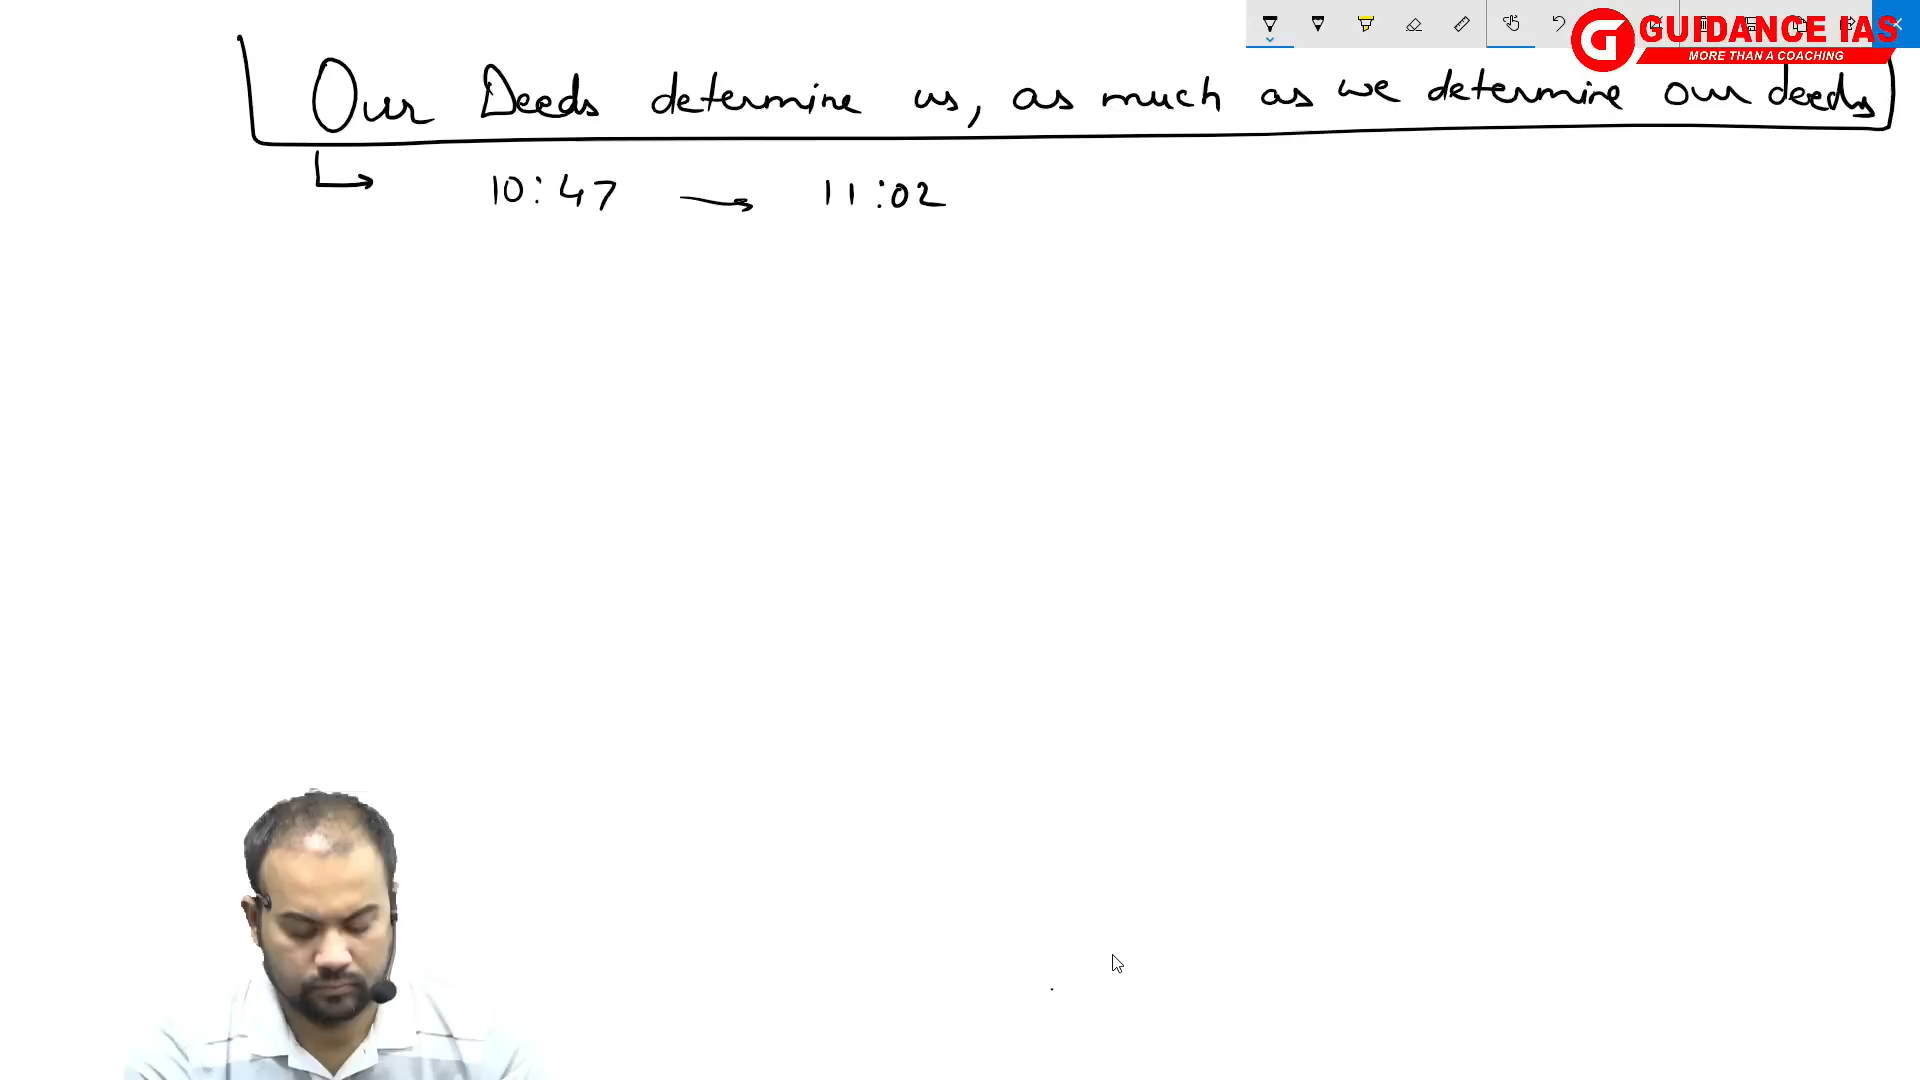 GUIDANCE IAS
MORE THAN A COACHING
Our Deeds determine us, as much as we determine our deeds
10:47 → 11:02